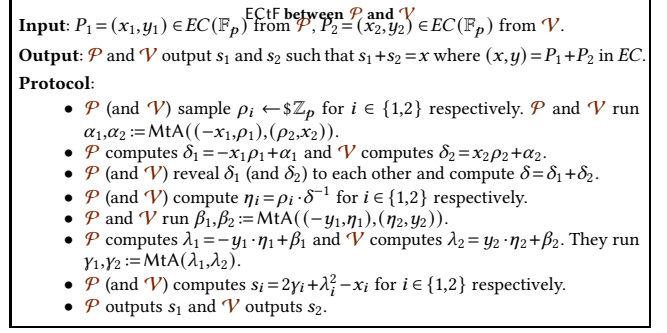 ECtF between 𝒫 and 𝒱
Input: P₁=(x₁,y₁)∈EC(𝔽ₚ) from 𝒫, P₂=(x₂,y₂)∈EC(𝔽ₚ) from 𝒱.
Output: 𝒫 and 𝒱 output s₁ and s₂ such that s₁+s₂=x where (x,y)=P₁+P₂ in EC.
Protocol:
• 𝒫 (and 𝒱) sample ρᵢ ←$ℤₚ for i ∈ {1,2} respectively. 𝒫 and 𝒱 run
α₁,α₂:=MtA((−x₁,ρ₁),(ρ₂,x₂)).
• 𝒫 computes δ₁=−x₁ρ₁+α₁ and 𝒱 computes δ₂=x₂ρ₂+α₂.
• 𝒫 (and 𝒱) reveal δ₁ (and δ₂) to each other and compute δ=δ₁+δ₂.
• 𝒫 (and 𝒱) compute ηᵢ=ρᵢ·δ⁻¹ for i∈{1,2} respectively.
• 𝒫 and 𝒱 run β₁,β₂:=MtA((−y₁,η₁),(η₂,y₂)).
• 𝒫 computes λ₁=−y₁·η₁+β₁ and 𝒱 computes λ₂=y₂·η₂+β₂. They run
γ₁,γ₂:=MtA(λ₁,λ₂).
• 𝒫 (and 𝒱) computes sᵢ=2γᵢ+λᵢ²−xᵢ for i∈{1,2} respectively.
• 𝒫 outputs s₁ and 𝒱 outputs s₂.